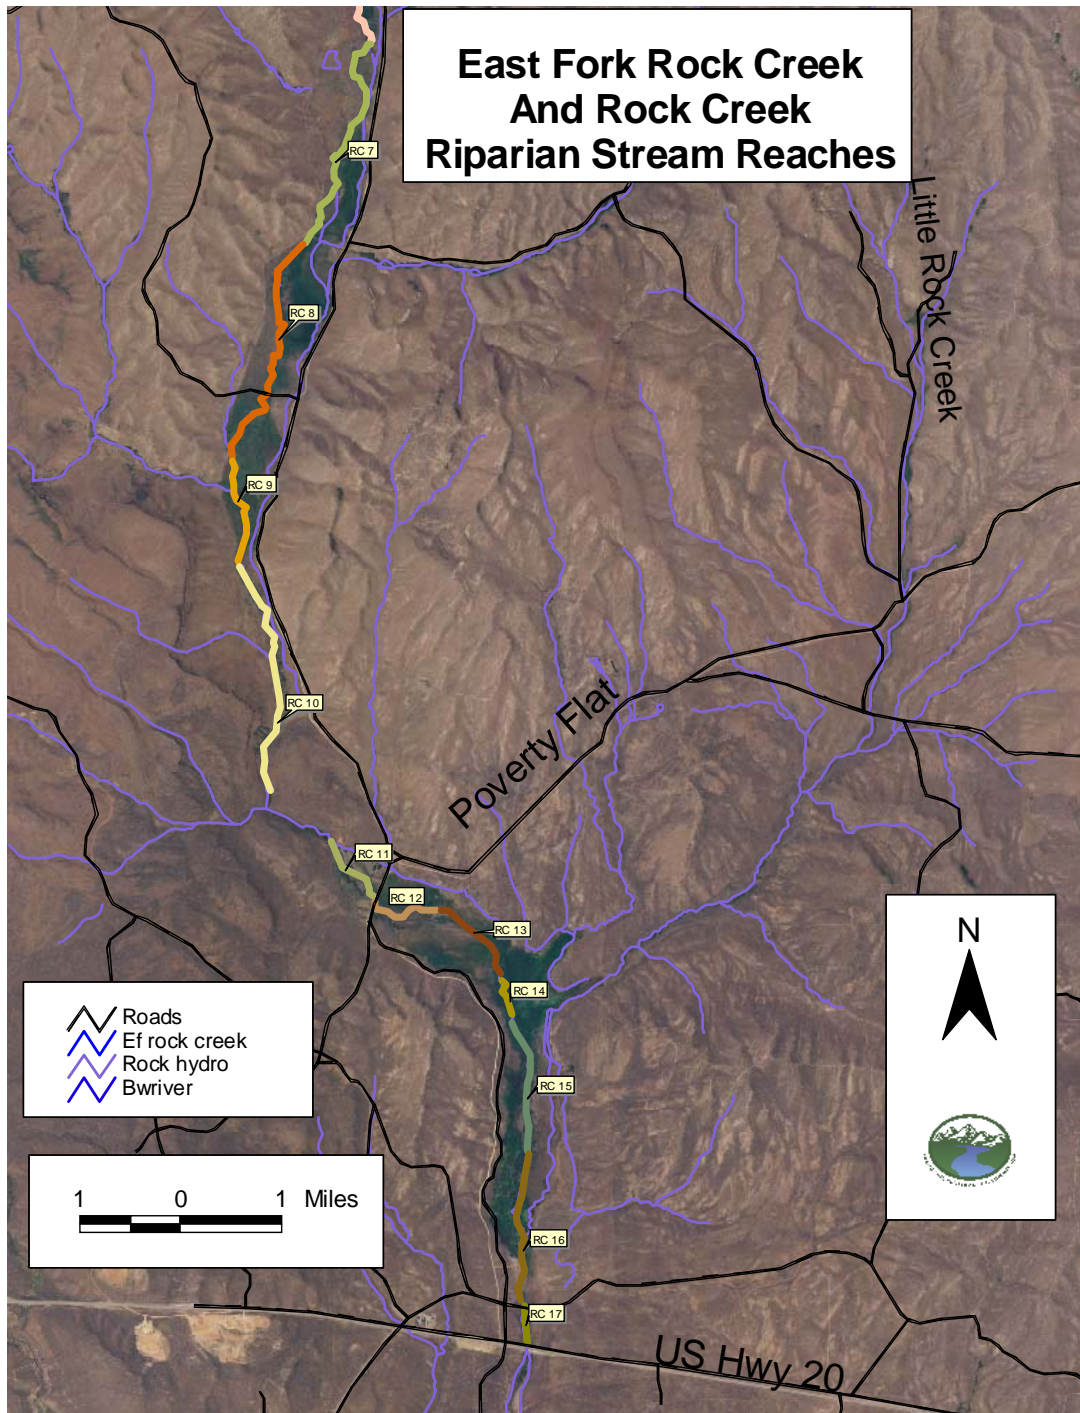 East Fork Rock Creek
And Rock Creek
Riparian Stream Reaches
RC 7
Little Rock Creek
RC 8
RC 9
RC 10
Poverty Flat
RC 11
RC 12
RC 13
RC 14
RC 15
RC 16
RC 17
US Hwy 20
N
Roads
Ef rock creek
Rock hydro
Bwriver
1 0 1 Miles